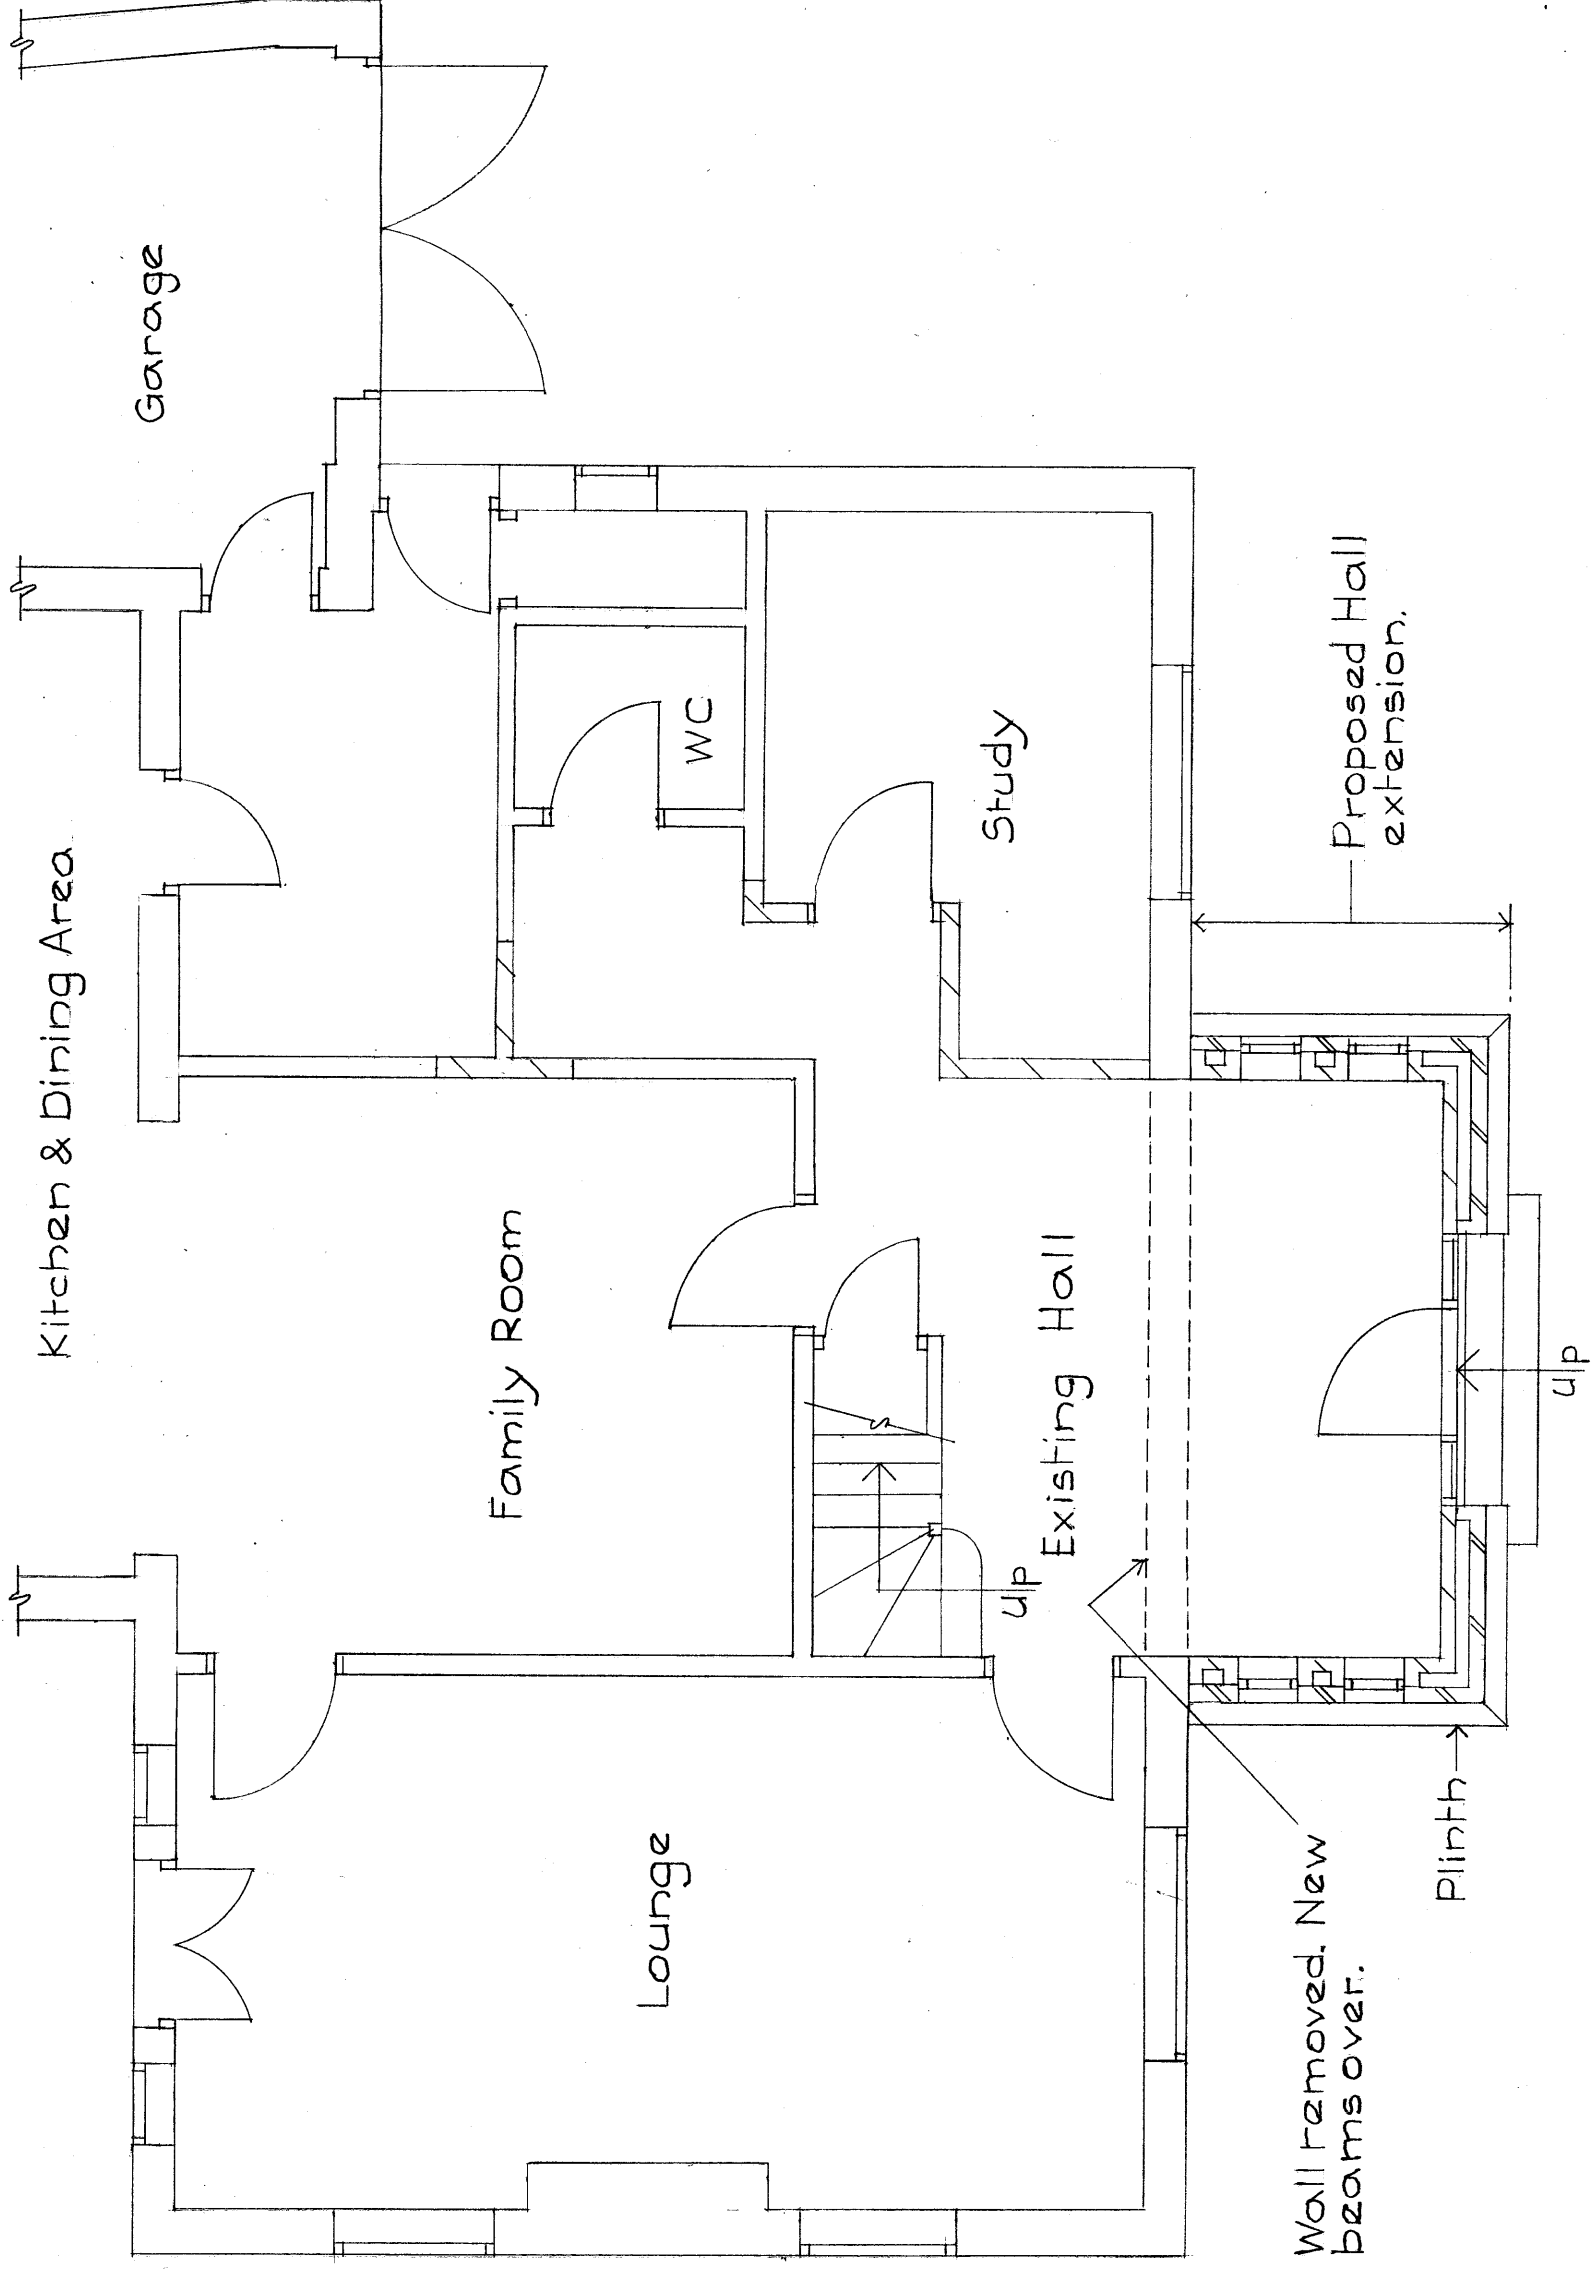 Kitchen & Dining Area
Garage
Family Room
WC
Study
Lounge
Existing Hall
up
Proposed Hall
extension.
Wall removed. New
beams over.
Plinth
up